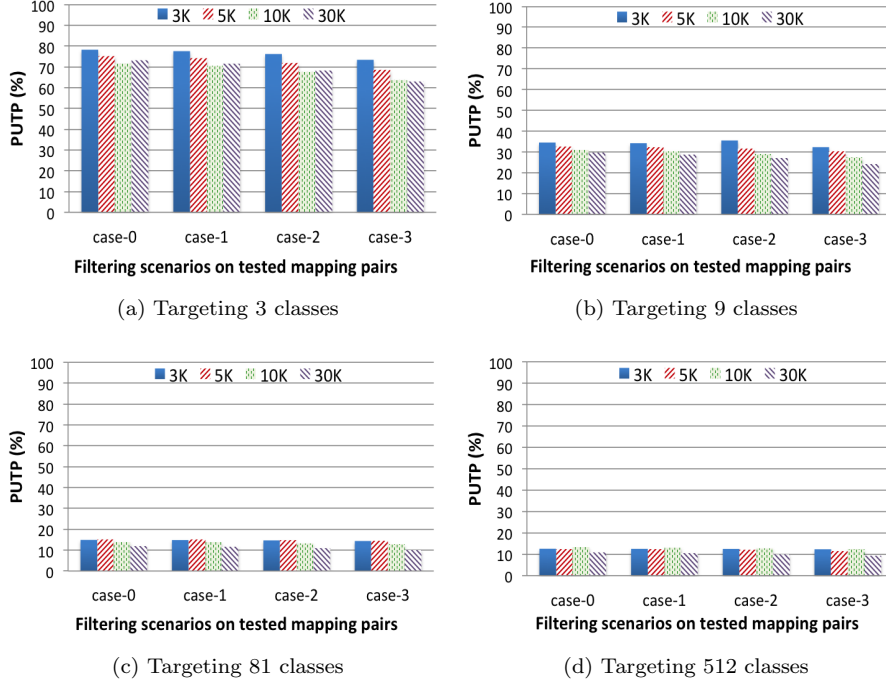 PUTP (%)
100
90
80
70
60
50
40
30
20
10
0
3K 5K 10K 30K
case-0 case-1 case-2 case-3
Filtering scenarios on tested mapping pairs
(a) Targeting 3 classes
PUTP (%)
100
90
80
70
60
50
40
30
20
10
0
3K 5K 10K 30K
case-0 case-1 case-2 case-3
Filtering scenarios on tested mapping pairs
(b) Targeting 9 classes
PUTP (%)
100
90
80
70
60
50
40
30
20
10
0
3K 5K 10K 30K
case-0 case-1 case-2 case-3
Filtering scenarios on tested mapping pairs
(c) Targeting 81 classes
PUTP (%)
100
90
80
70
60
50
40
30
20
10
0
3K 5K 10K 30K
case-0 case-1 case-2 case-3
Filtering scenarios on tested mapping pairs
(d) Targeting 512 classes